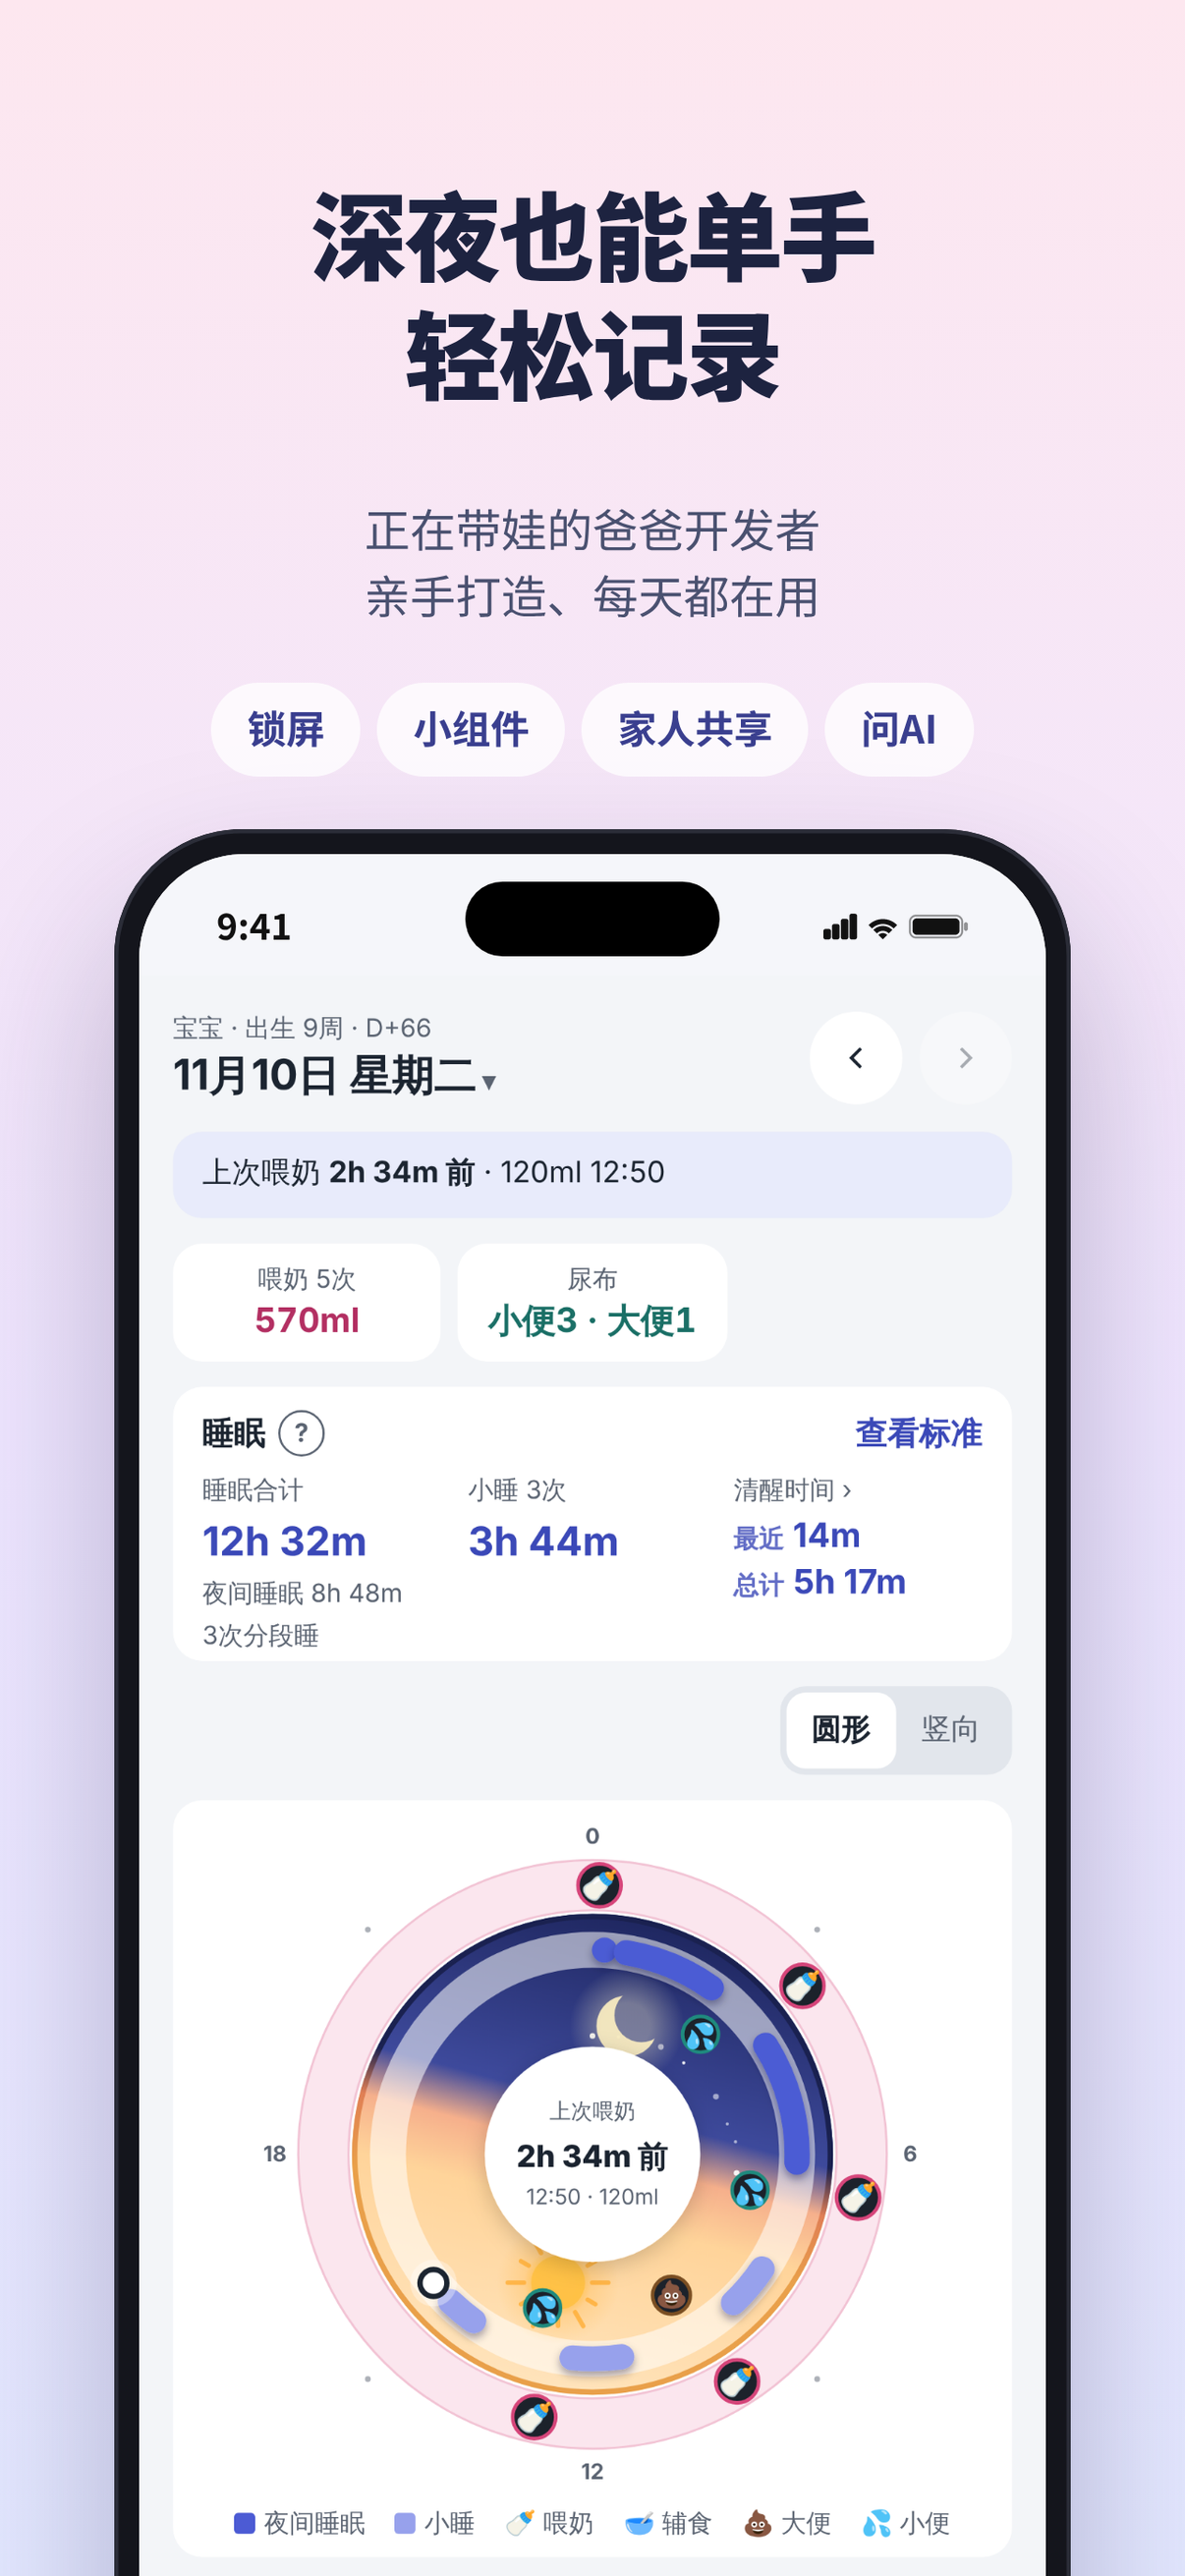 深夜也能单手
轻松记录
正在带娃的爸爸开发者
亲手打造、每天都在用
锁屏 小组件 家人共享 问AI
9:41
宝宝 · 出生 9周 · D+66
11月10日 星期二 ▾
上次喂奶 2h 34m 前 · 120ml 12:50
喂奶 5次 尿布
570ml 小便3 · 大便1
睡眠 ? 查看标准
睡眠合计 小睡 3次 清醒时间 ›
12h 32m 3h 44m 最近 14m
总计 5h 17m
夜间睡眠 8h 48m
3次分段睡
圆形 竖向
0
上次喂奶
18 2h 34m 前 6
12:50 · 120ml
12
夜间睡眠 小睡 喂奶 辅食 大便 小便